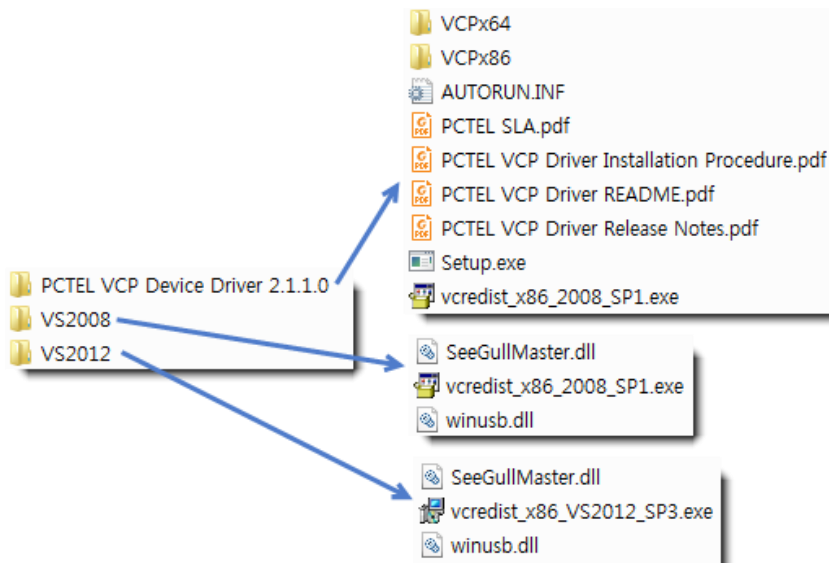 PCTEL VCP Device Driver 2.1.1.0
VS2008
VS2012
VCPx64
VCPx86
AUTORUN.INF
PCTEL SLA.pdf
PCTEL VCP Driver Installation Procedure.pdf
PCTEL VCP Driver README.pdf
PCTEL VCP Driver Release Notes.pdf
Setup.exe
vcredist_x86_2008_SP1.exe
SeeGullMaster.dll
vcredist_x86_2008_SP1.exe
winusb.dll
SeeGullMaster.dll
vcredist_x86_VS2012_SP3.exe
winusb.dll